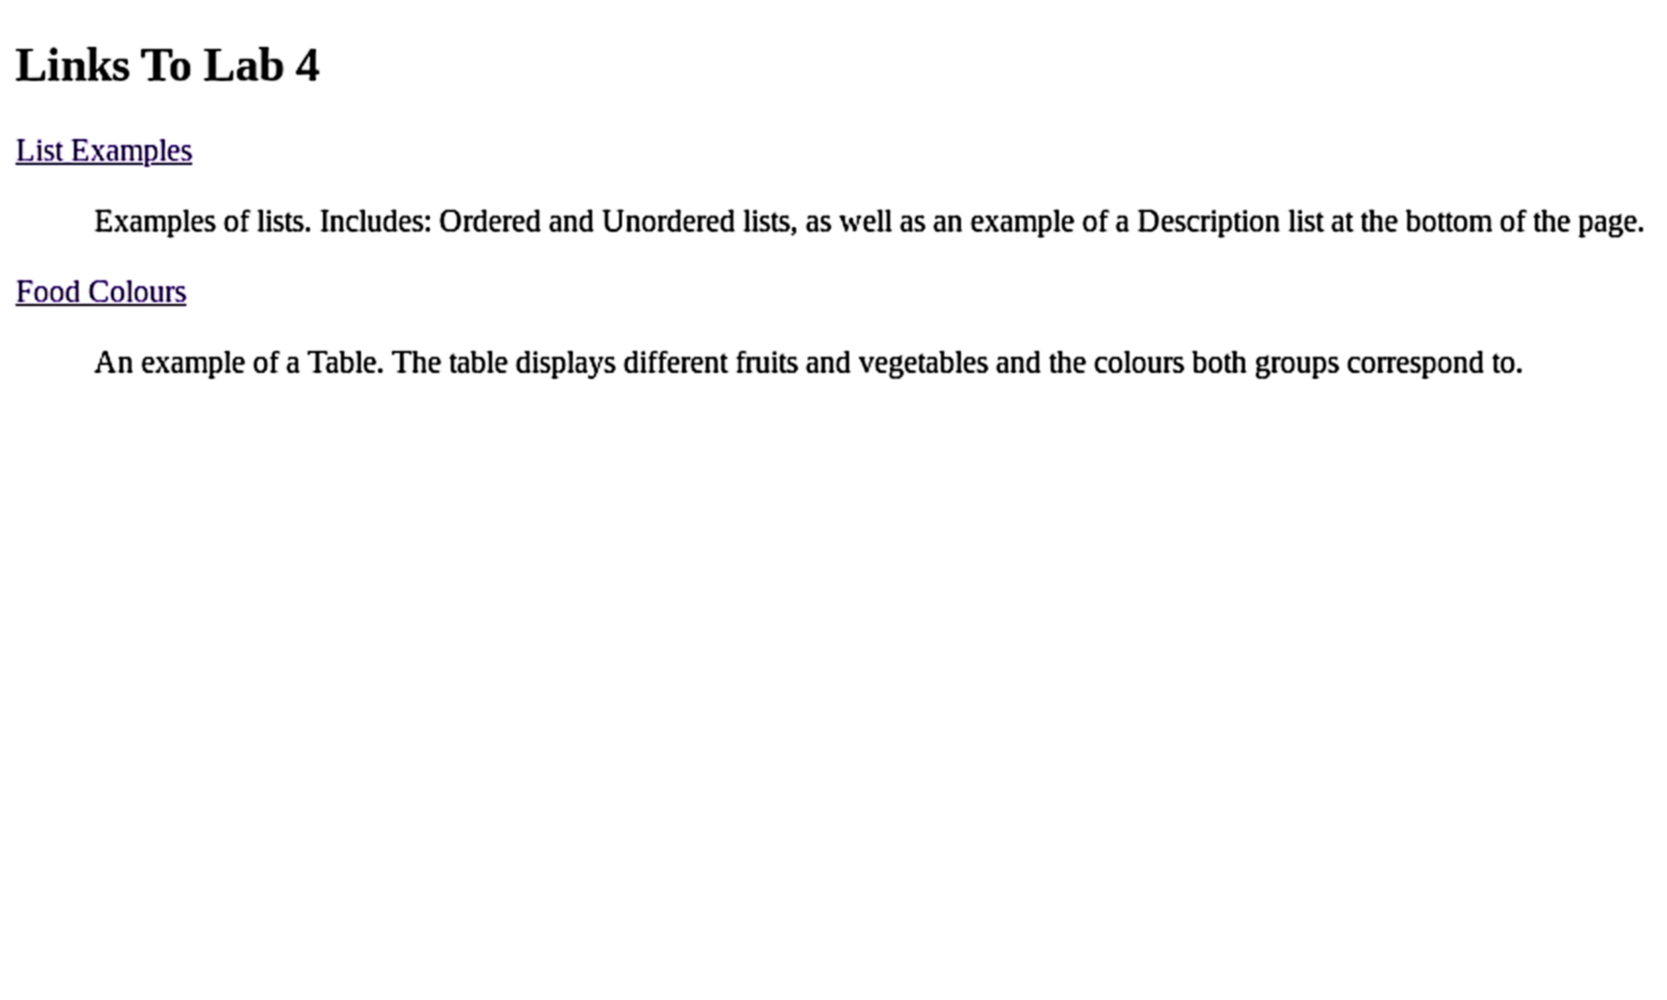 Links To Lab 4
List Examples
Examples of lists. Includes: Ordered and Unordered lists, as well as an example of a Description list at the bottom of the page.
Food Colours
An example of a Table. The table displays different fruits and vegetables and the colours both groups correspond to.